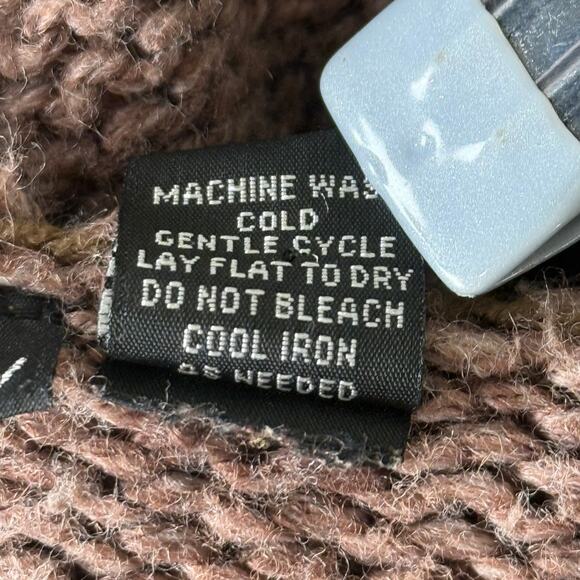 MACHINE WAS
COLD
GENTLE CYCLE
LAY FLAT TO DRY
DO NOT BLEACH
COOL IRON
AS NEEDED